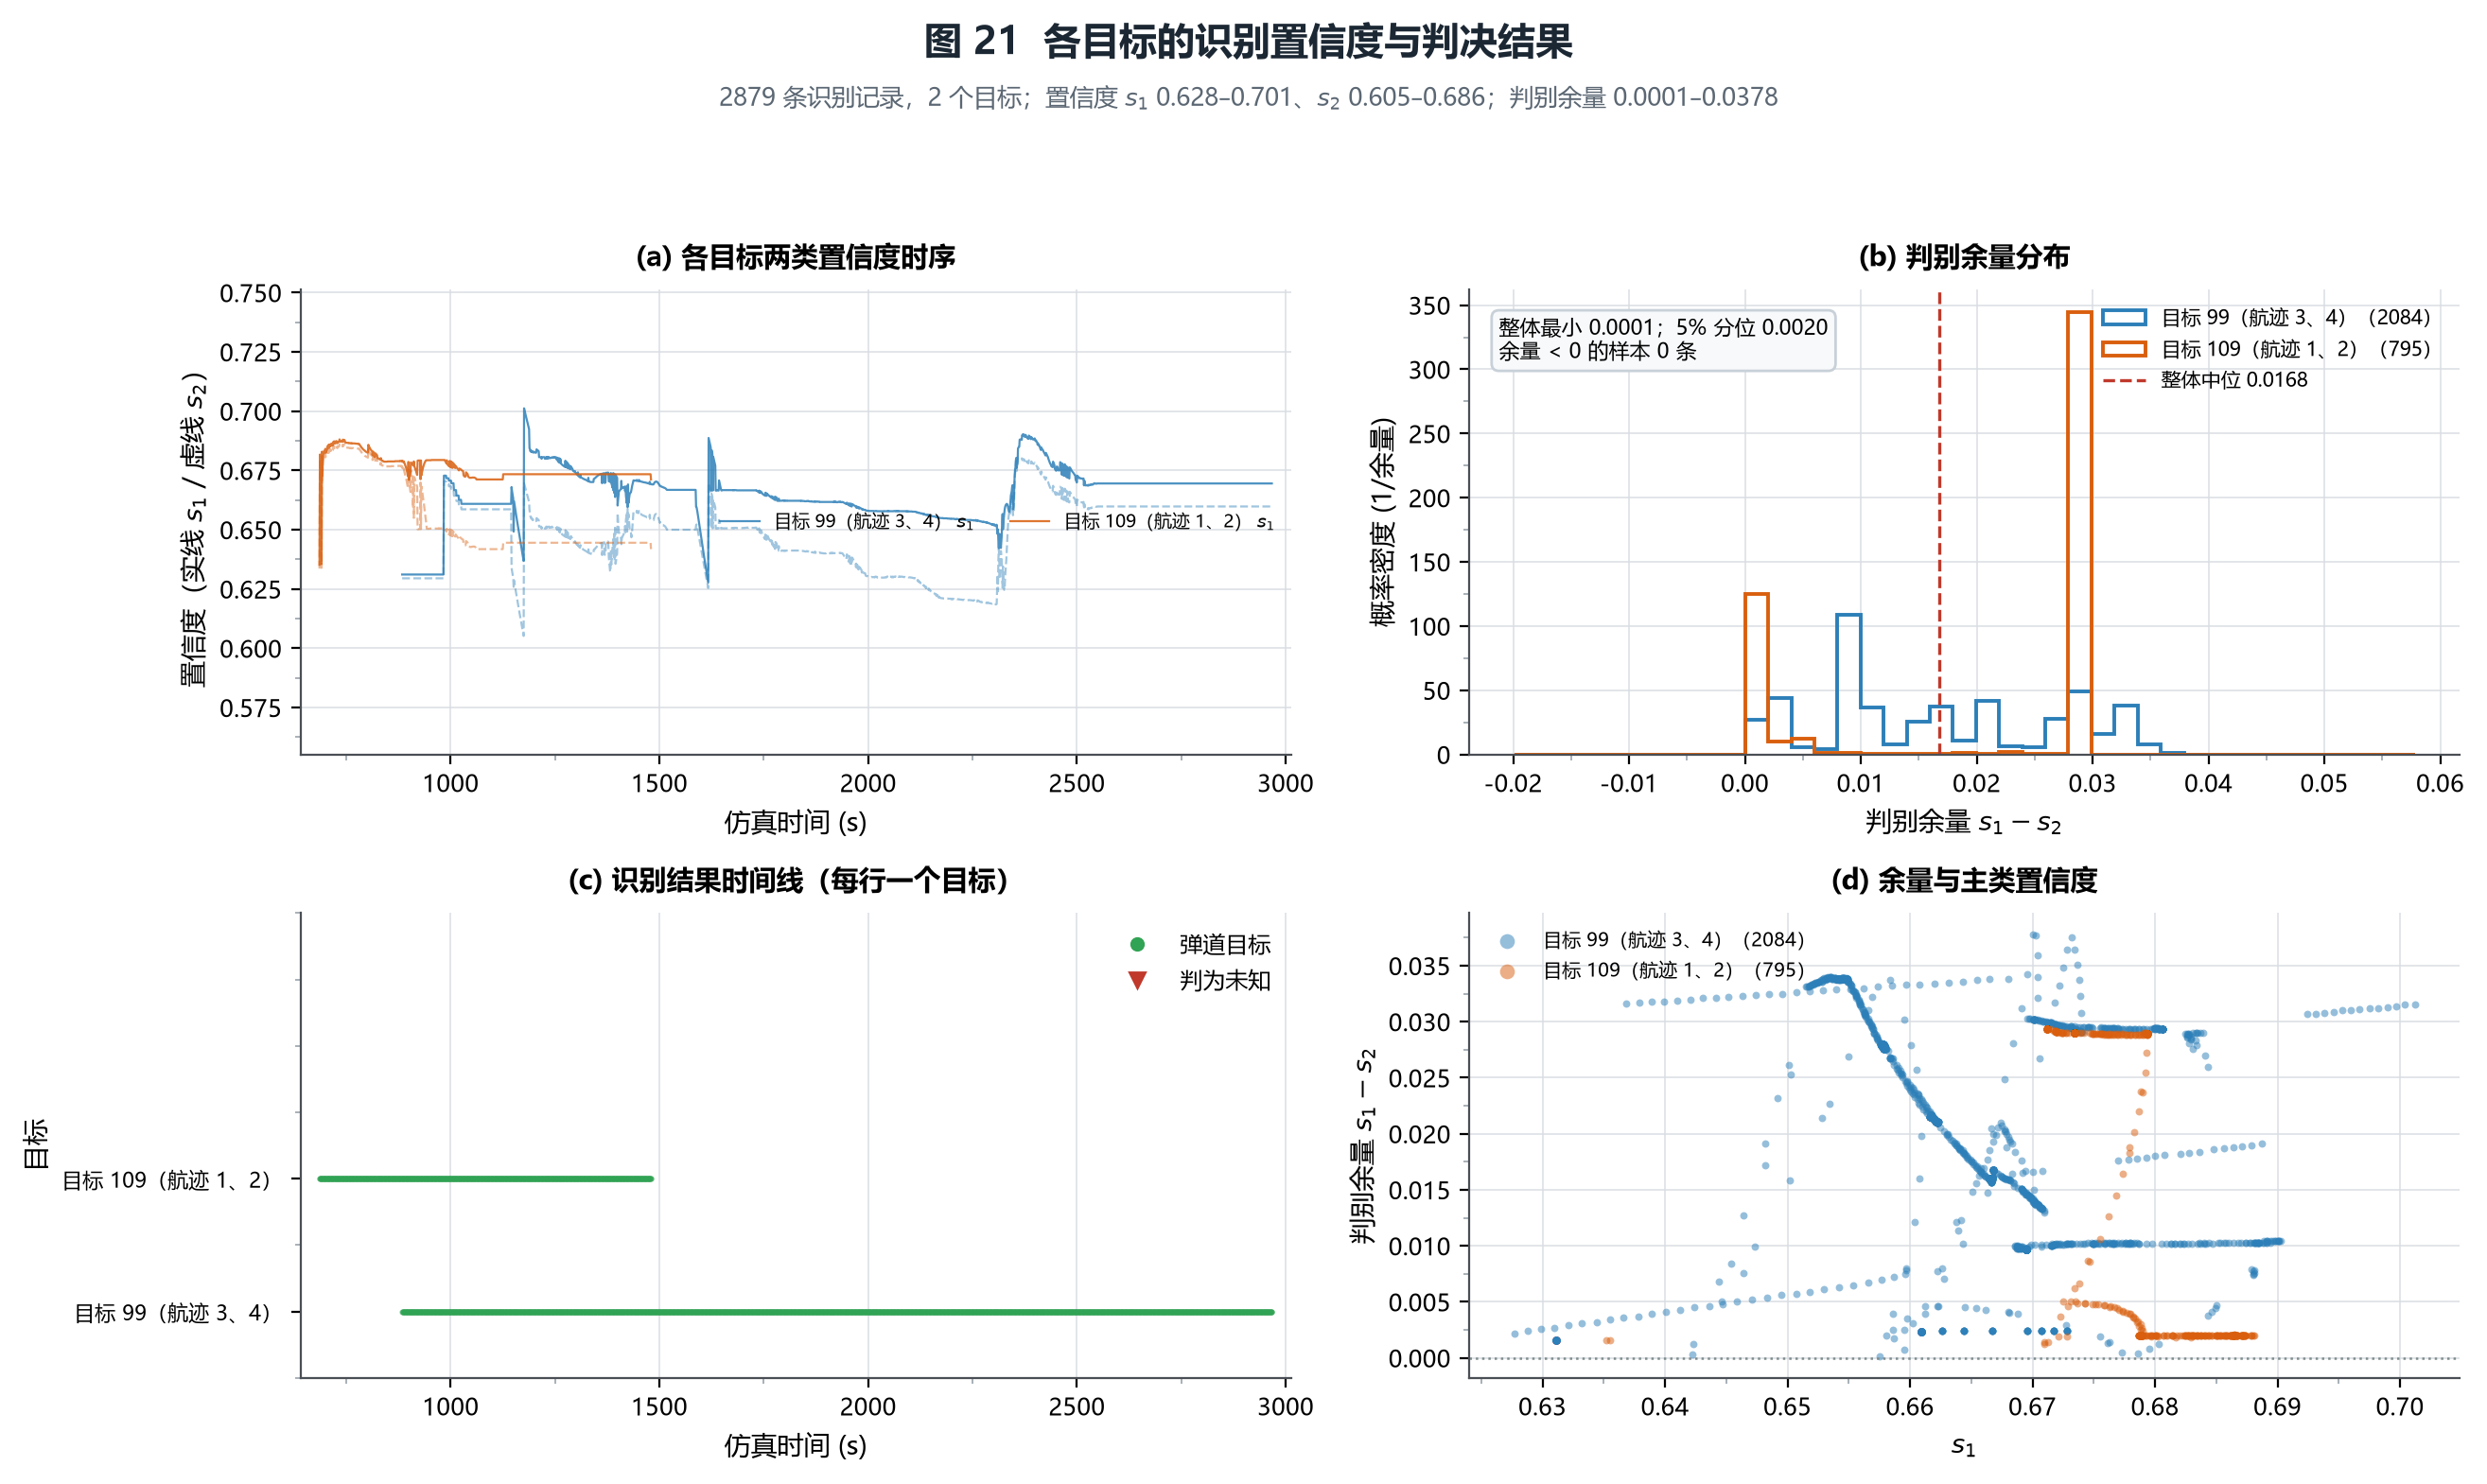 图 21  各目标的识别置信度与判决结果
2879 条识别记录，2 个目标；置信度 s₁ 0.628–0.701、s₂ 0.605–0.686；判别余量 0.0001–0.0378
(a) 各目标两类置信度时序
置信度（实线 s₁ / 虚线 s₂）
0.750
0.725
0.700
0.675
0.650
0.625
0.600
0.575
目标 99（航迹 3、4） s₁
目标 109（航迹 1、2） s₁
1000 1500 2000 2500 3000
仿真时间 (s)
(b) 判别余量分布
概率密度 (1/余量)
350
300
250
200
150
100
50
0
整体最小 0.0001；5% 分位 0.0020
余量 < 0 的样本 0 条
目标 99（航迹 3、4）（2084）
目标 109（航迹 1、2）（795）
整体中位 0.0168
-0.02 -0.01 0.00 0.01 0.02 0.03 0.04 0.05 0.06
判别余量 s₁ − s₂
(c) 识别结果时间线（每行一个目标）
目标
弹道目标
判为未知
目标 109（航迹 1、2）
目标 99（航迹 3、4）
1000 1500 2000 2500 3000
仿真时间 (s)
(d) 余量与主类置信度
判别余量 s₁ − s₂
目标 99（航迹 3、4）（2084）
目标 109（航迹 1、2）（795）
0.035
0.030
0.025
0.020
0.015
0.010
0.005
0.000
0.63 0.64 0.65 0.66 0.67 0.68 0.69 0.70
s₁